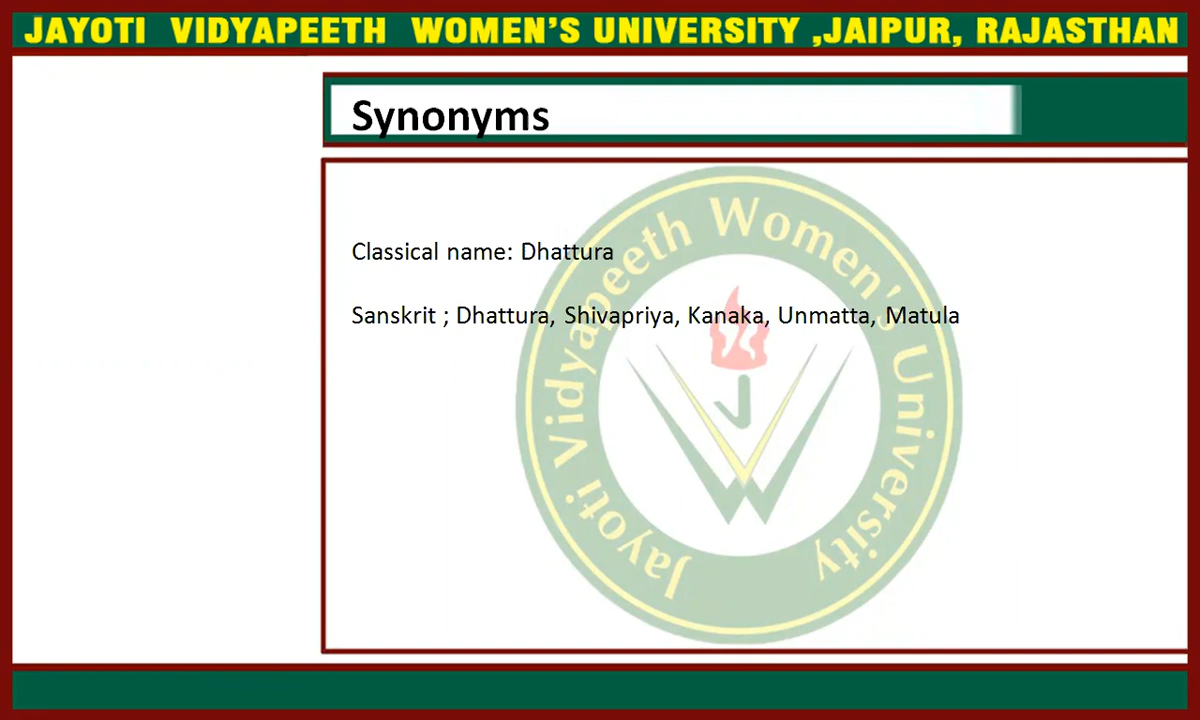 JAYOTI VIDYAPEETH WOMEN'S UNIVERSITY ,JAIPUR, RAJASTHAN
Synonyms
Classical name: Dhattura
Sanskrit ; Dhattura, Shivapriya, Kanaka, Unmatta, Matula
Jayoti Vidyapeeth Women's University
J
W